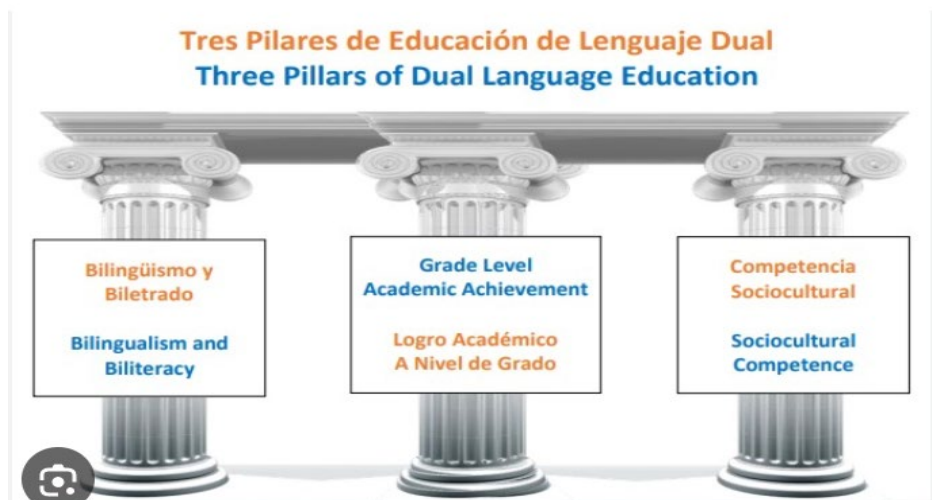 Tres Pilares de Educación de Lenguaje Dual
Three Pillars of Dual Language Education
Bilingüismo y
Biletrado
Bilingualism and
Biliteracy
Grade Level
Academic Achievement
Logro Académico
A Nivel de Grado
Competencia
Sociocultural
Sociocultural
Competence